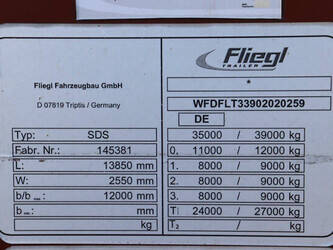 Fliegl
TRAILER
Fliegl Fahrzeugbau GmbH
D 07819 Triptis / Germany
*
WFDFLT33902020259
DE
Typ: SDS
Fabr. Nr.: 145381
L: 13850 mm
W: 2550 mm
b/b 12000 mm
b mm
kg
35000 / 39000 kg
0, 11000 / 12000 kg
1. 8000 / 9000 kg
2. 8000 / 9000 kg
3. 8000 / 9000 kg
T 24000 / 27000 kg
T₂ / kg